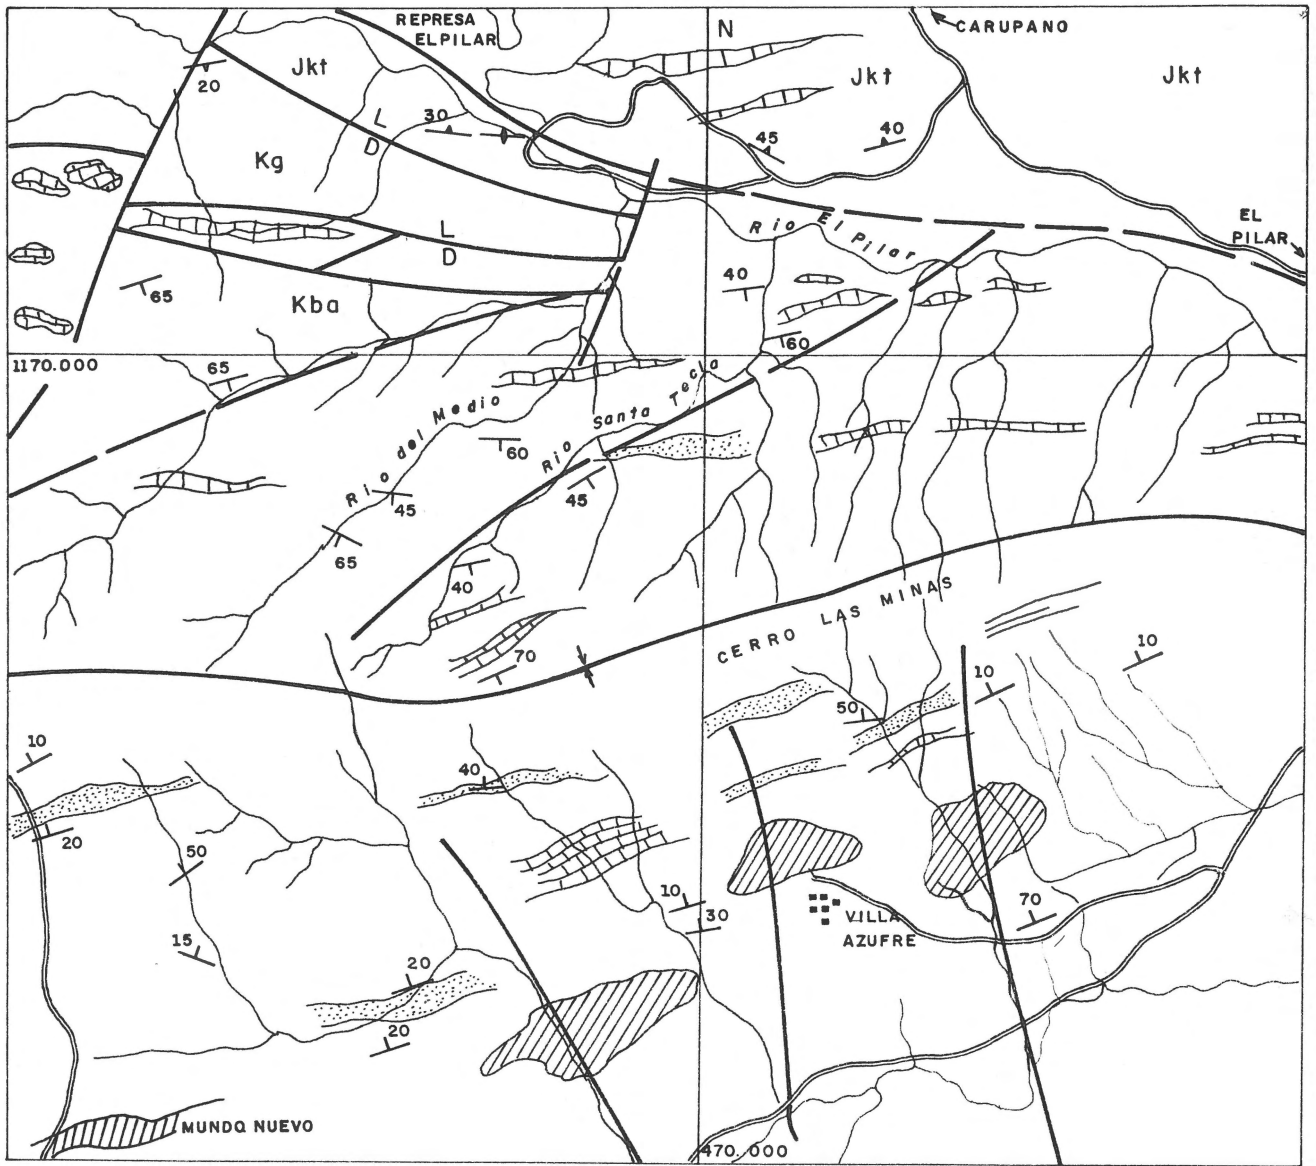 REPRESA
EL PILAR
N
CARUPANO
Jkt
Jkt
Jkt
20
L
30
D
45
40
Kg
EL
PILAR
L
D
Rio El Pilar
65
Kba
40
60
1170.000
65
Rio del Medio
Rio Santa Tecla
60
45
45
65
40
CERRO LAS MINAS
70
10
10
50
10
40
20
50
10
30
70
VILLA
AZUFRE
15
20
20
MUNDO NUEVO
470.000